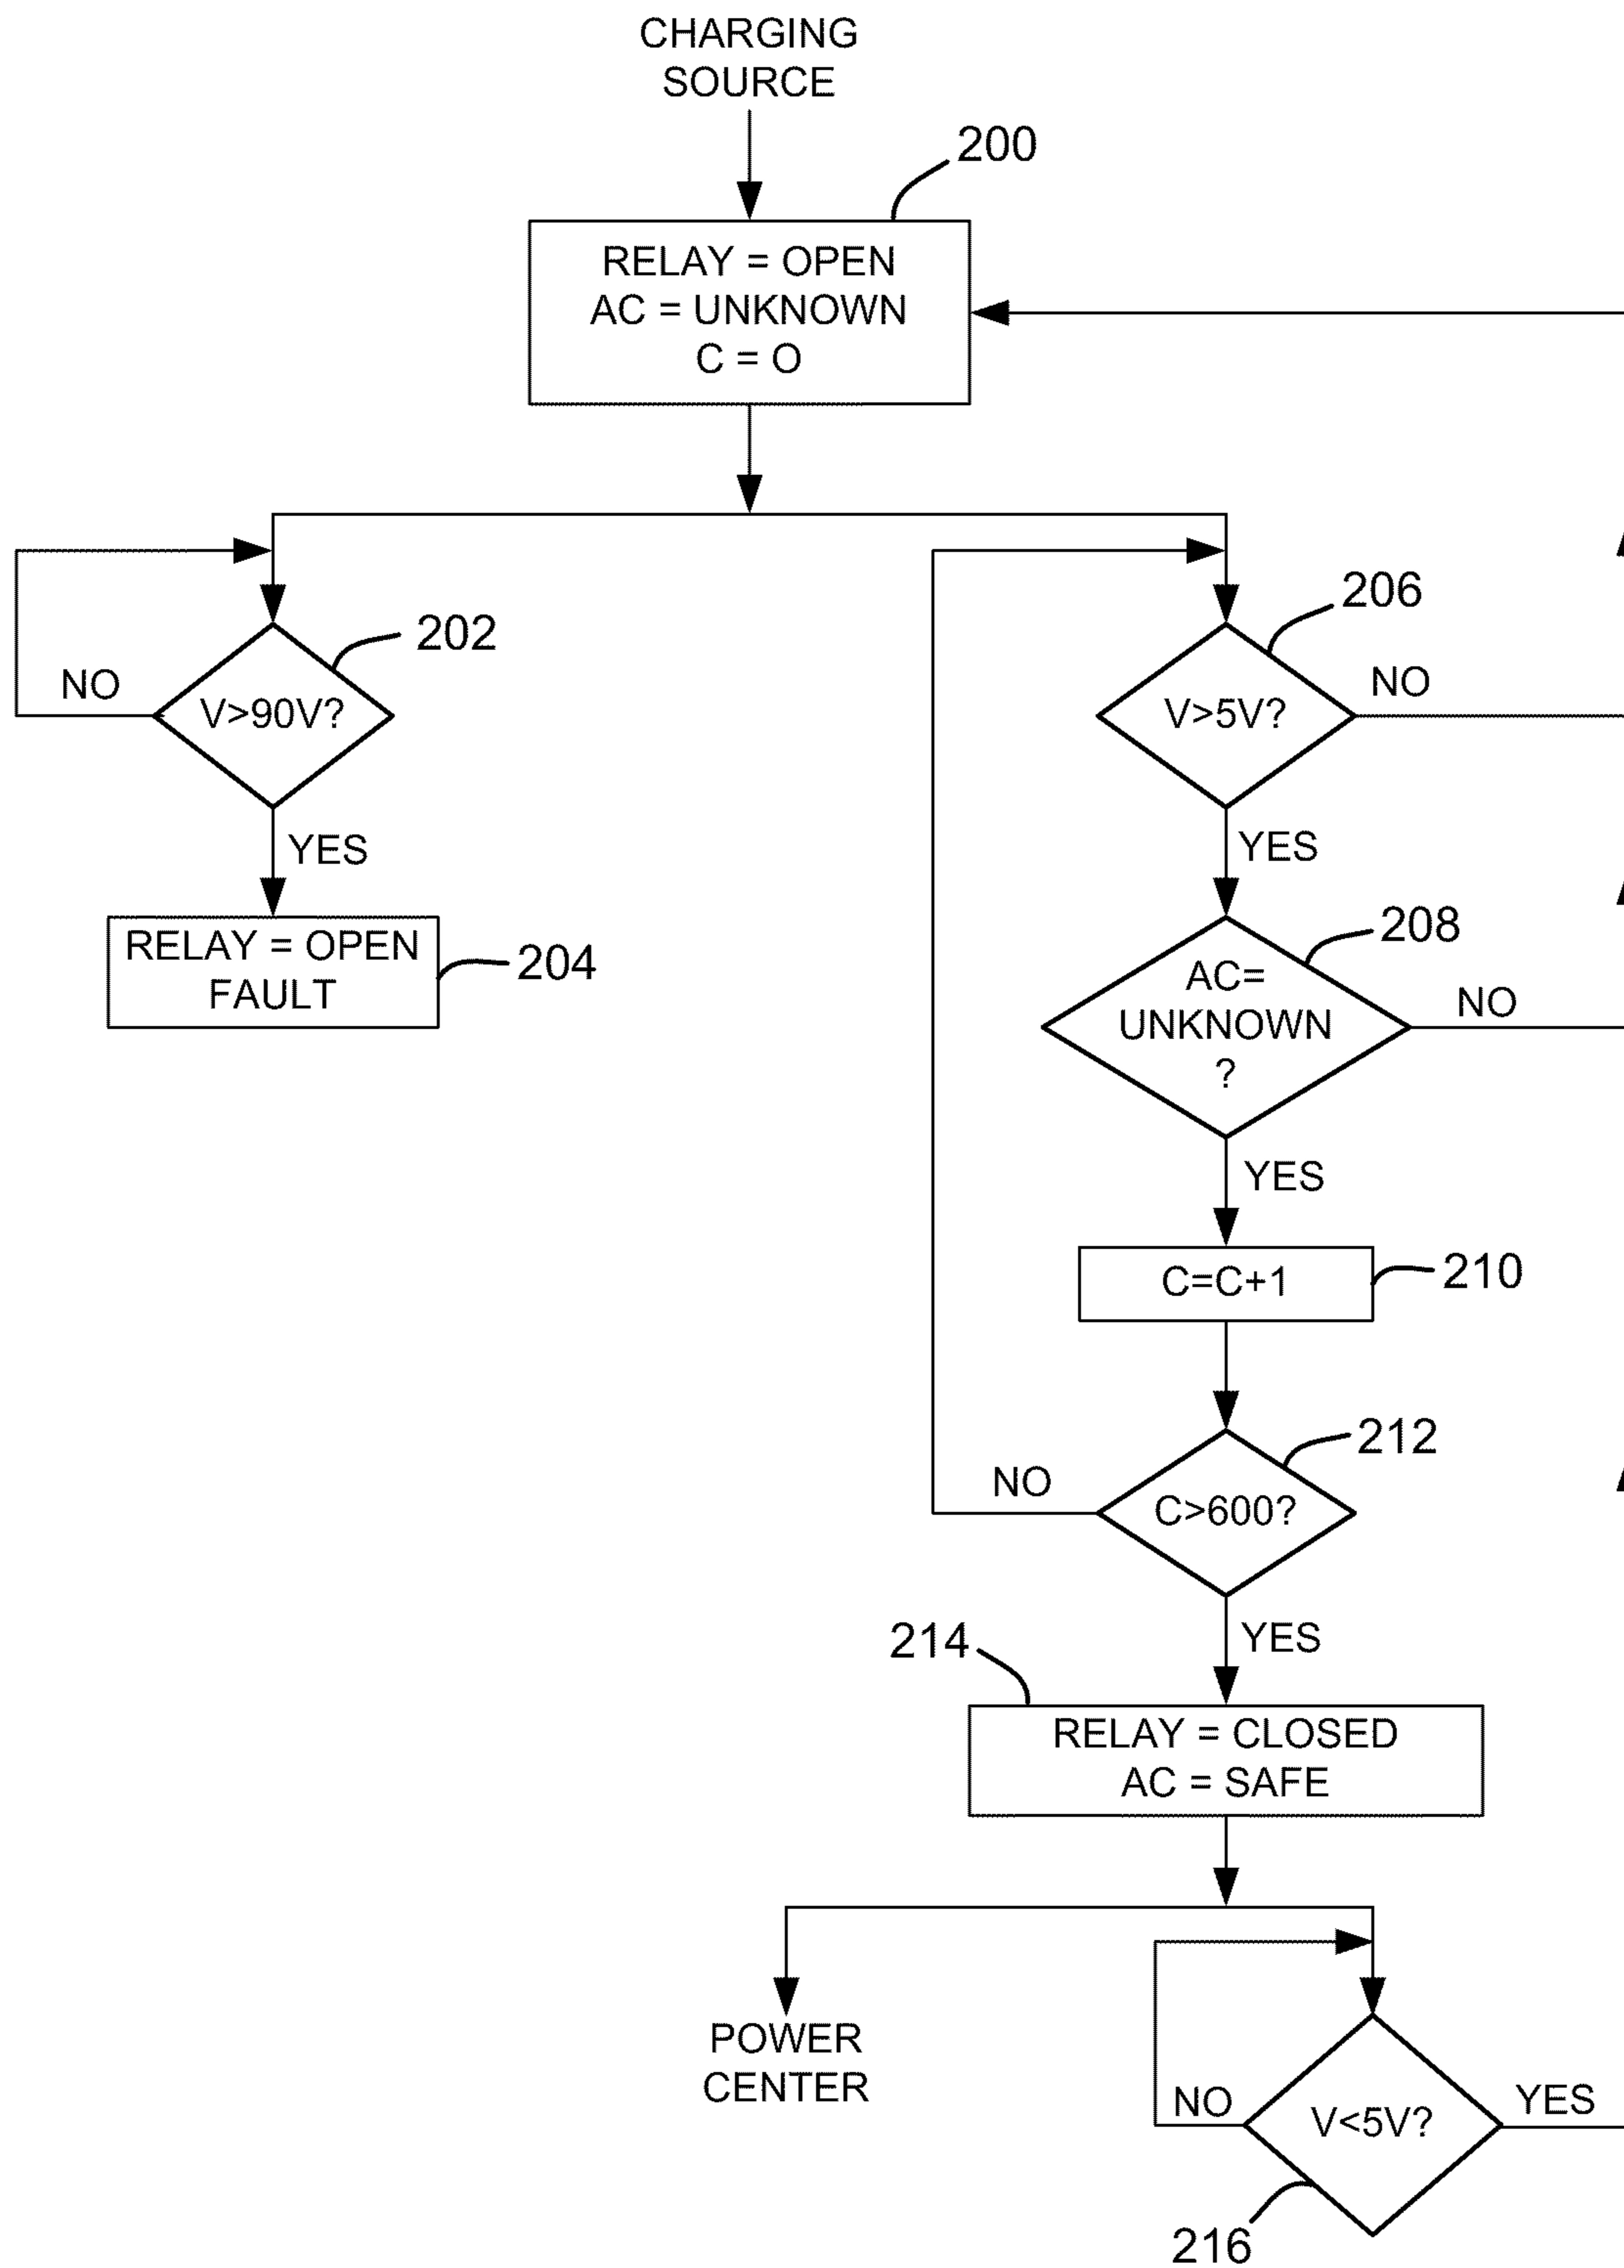 CHARGING
SOURCE
200
RELAY = OPEN
AC = UNKNOWN
C = O
202
NO
V>90V?
YES
RELAY = OPEN
FAULT
204
206
V>5V?
NO
YES
208
AC=
UNKNOWN
?
NO
YES
C=C+1
210
212
NO
C>600?
YES
214
RELAY = CLOSED
AC = SAFE
POWER
CENTER
NO
V<5V?
YES
216